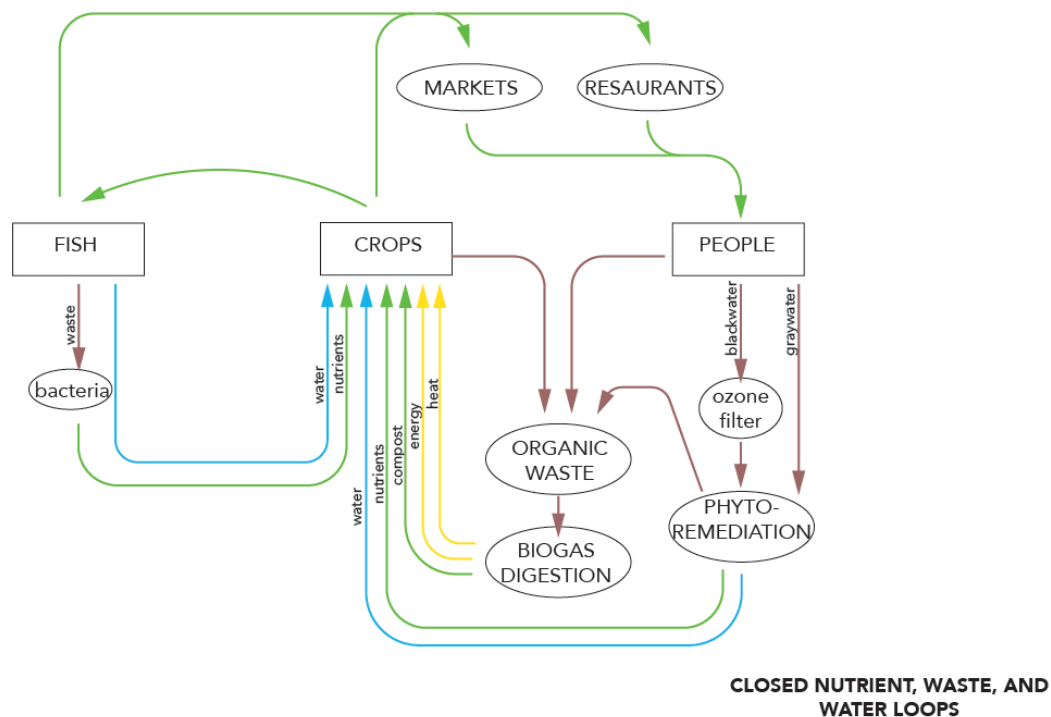 MARKETS
RESAURANTS
FISH
CROPS
PEOPLE
waste
water
nutrients
blackwater
graywater
bacteria
heat
energy
compost
nutrients
water
ozone
filter
ORGANIC
WASTE
PHYTO-
REMEDIATION
BIOGAS
DIGESTION
CLOSED NUTRIENT, WASTE, AND
WATER LOOPS